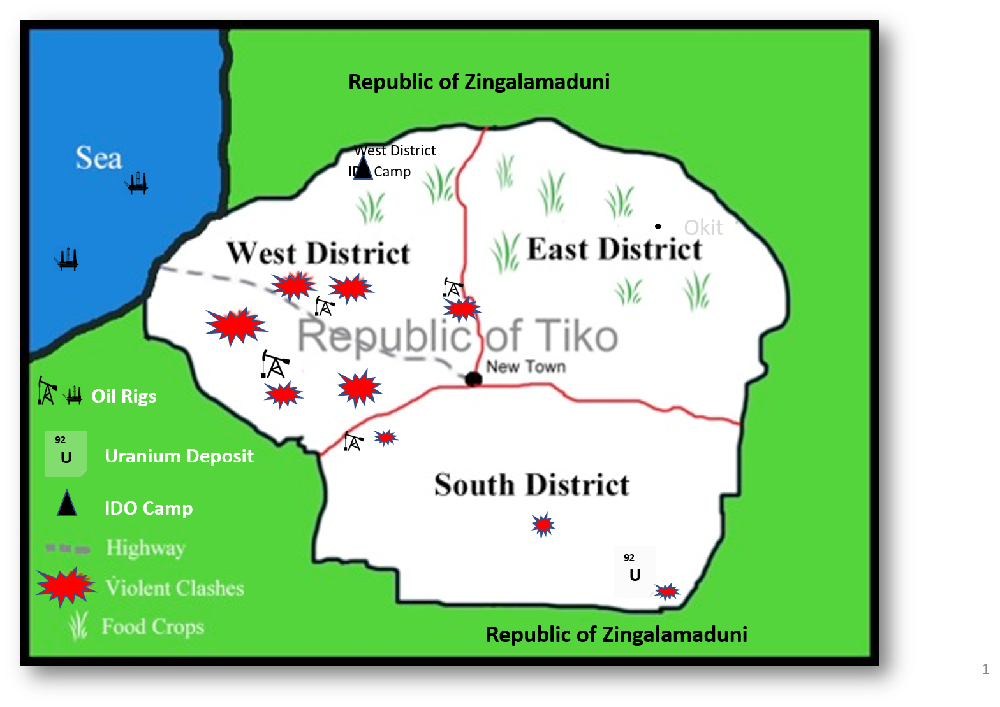 Republic of Zingalamaduni
Sea
West District
IDO Camp
Okit
West District
East District
Republic of Tiko
New Town
92
U
Oil Rigs
Uranium Deposit
IDO Camp
Highway
Violent Clashes
Food Crops
South District
92
U
Republic of Zingalamaduni
1